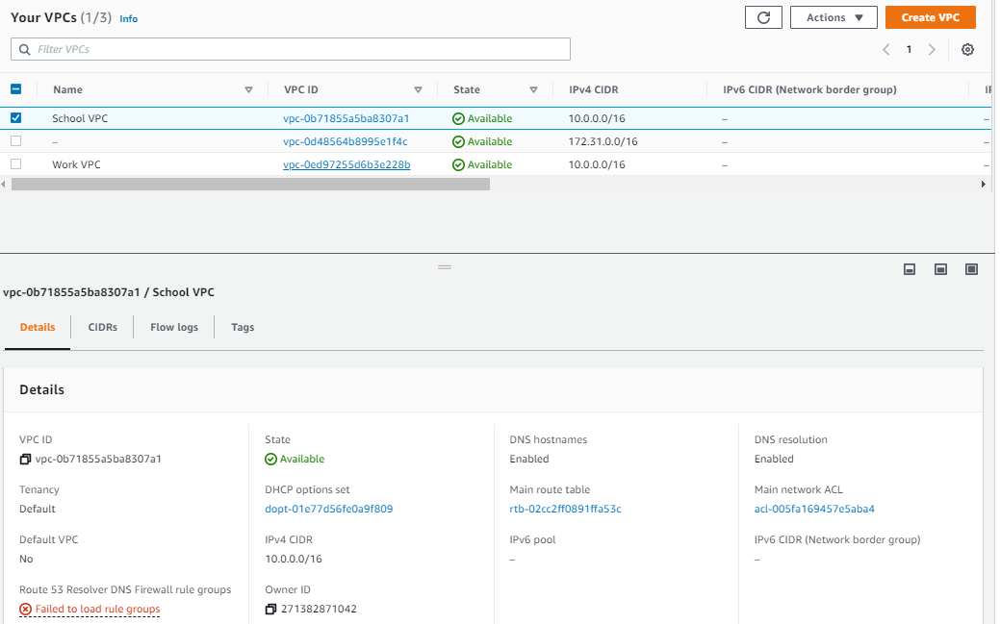 Your VPCs (1/3) Info
Actions ▼
Create VPC
Filter VPCs
1
Name
VPC ID
State
IPv4 CIDR
IPv6 CIDR (Network border group)
School VPC vpc-0b71855a5ba8307a1 Available 10.0.0.0/16 – –
– vpc-0d48564b8995e1f4c Available 172.31.0.0/16 – –
Work VPC vpc-0ed97255d6b3e228b Available 10.0.0.0/16 – –
vpc-0b71855a5ba8307a1 / School VPC
Details CIDRs Flow logs Tags
Details
VPC ID State DNS hostnames DNS resolution
vpc-0b71855a5ba8307a1 Available Enabled Enabled
Tenancy DHCP options set Main route table Main network ACL
Default dopt-01e77d56fe0a9f809 rtb-02cc2ff0891ffa53c acl-005fa169457e5aba4
Default VPC IPv4 CIDR IPv6 pool IPv6 CIDR (Network border group)
No 10.0.0.0/16 – –
Route 53 Resolver DNS Firewall rule groups Owner ID
Failed to load rule groups 271382871042